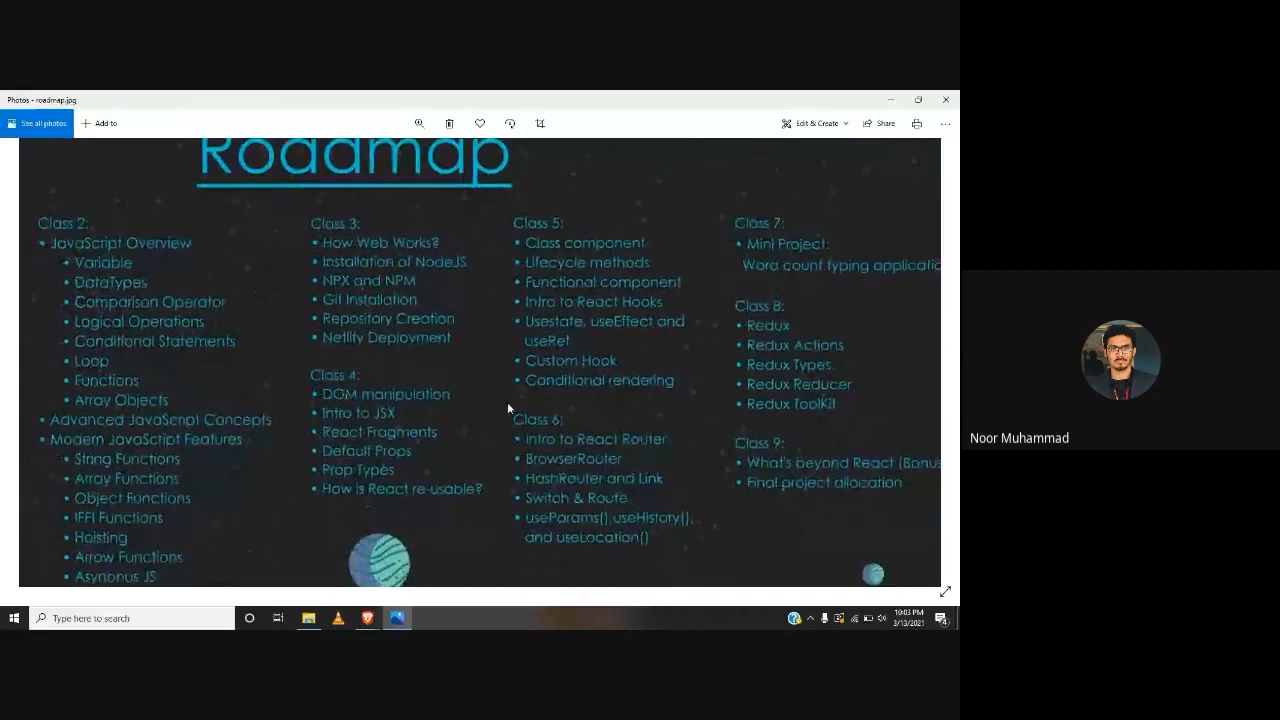 Photos - roadmap.jpg
See all photos
Add to
Edit & Create
Share
Roadmap
Class 2:
• JavaScript Overview
• Variable
• DataTypes
• Comparison Operator
• Logical Operations
• Conditional Statements
• Loop
• Functions
• Array Objects
• Advanced JavaScript Concepts
• Modern JavaScript Features
• String Functions
• Array Functions
• Object Functions
• IFFI Functions
• Hoisting
• Arrow Functions
• Asynonus JS
Class 3:
• How Web Works?
• Installation of NodeJS
• NPX and NPM
• Git Installation
• Repository Creation
• Netlify Deployment
Class 4:
• DOM manipulation
• Intro to JSX
• React Fragments
• Default Props
• Prop Types
• How is React re-usable?
Class 5:
• Class component
• Lifecycle methods
• Functional component
• Intro to React Hooks
• Usestate, useEffect and
useRef
• Custom Hook
• Conditional rendering
Class 6:
• Intro to React Router
• BrowserRouter
• HashRouter and Link
• Switch & Route
• useParams(),useHistory(),
and useLocation()
Class 7:
• Mini Project:
Word count typing applicatio
Class 8:
• Redux
• Redux Actions
• Redux Types
• Redux Reducer
• Redux ToolKit
Class 9:
• What's beyond React (Bonus
• Final project allocation
Noor Muhammad
Type here to search
10:03 PM
3/13/2021